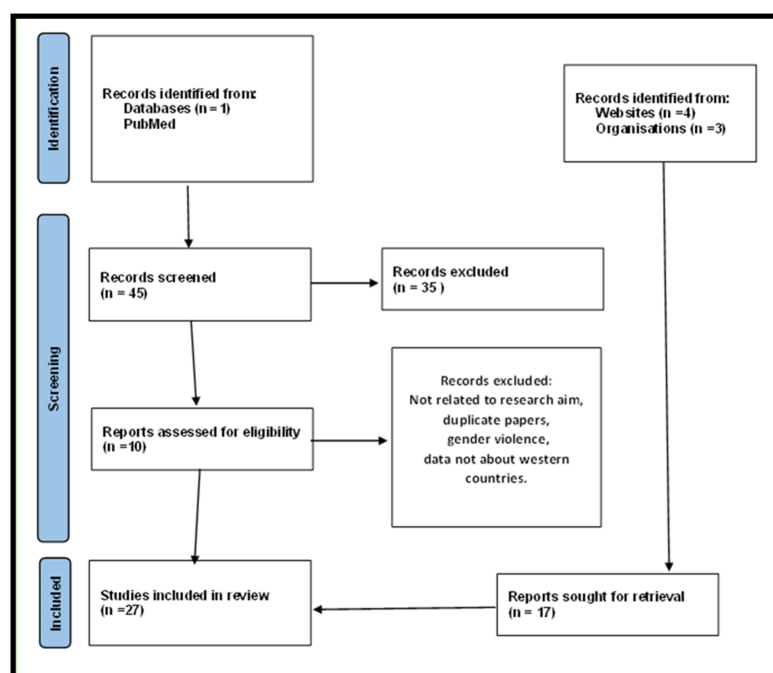 Identification
Records identified from:
Databases (n = 1)
PubMed
Records identified from:
Websites (n =4)
Organisations (n =3)
Screening
Records screened
(n = 45)
Records excluded
(n = 35 )
Reports assessed for eligibility
(n =10)
Records excluded:
Not related to research aim,
duplicate papers,
gender violence,
data not about western
countries.
Included
Studies included in review
(n =27)
Reports sought for retrieval
(n = 17)